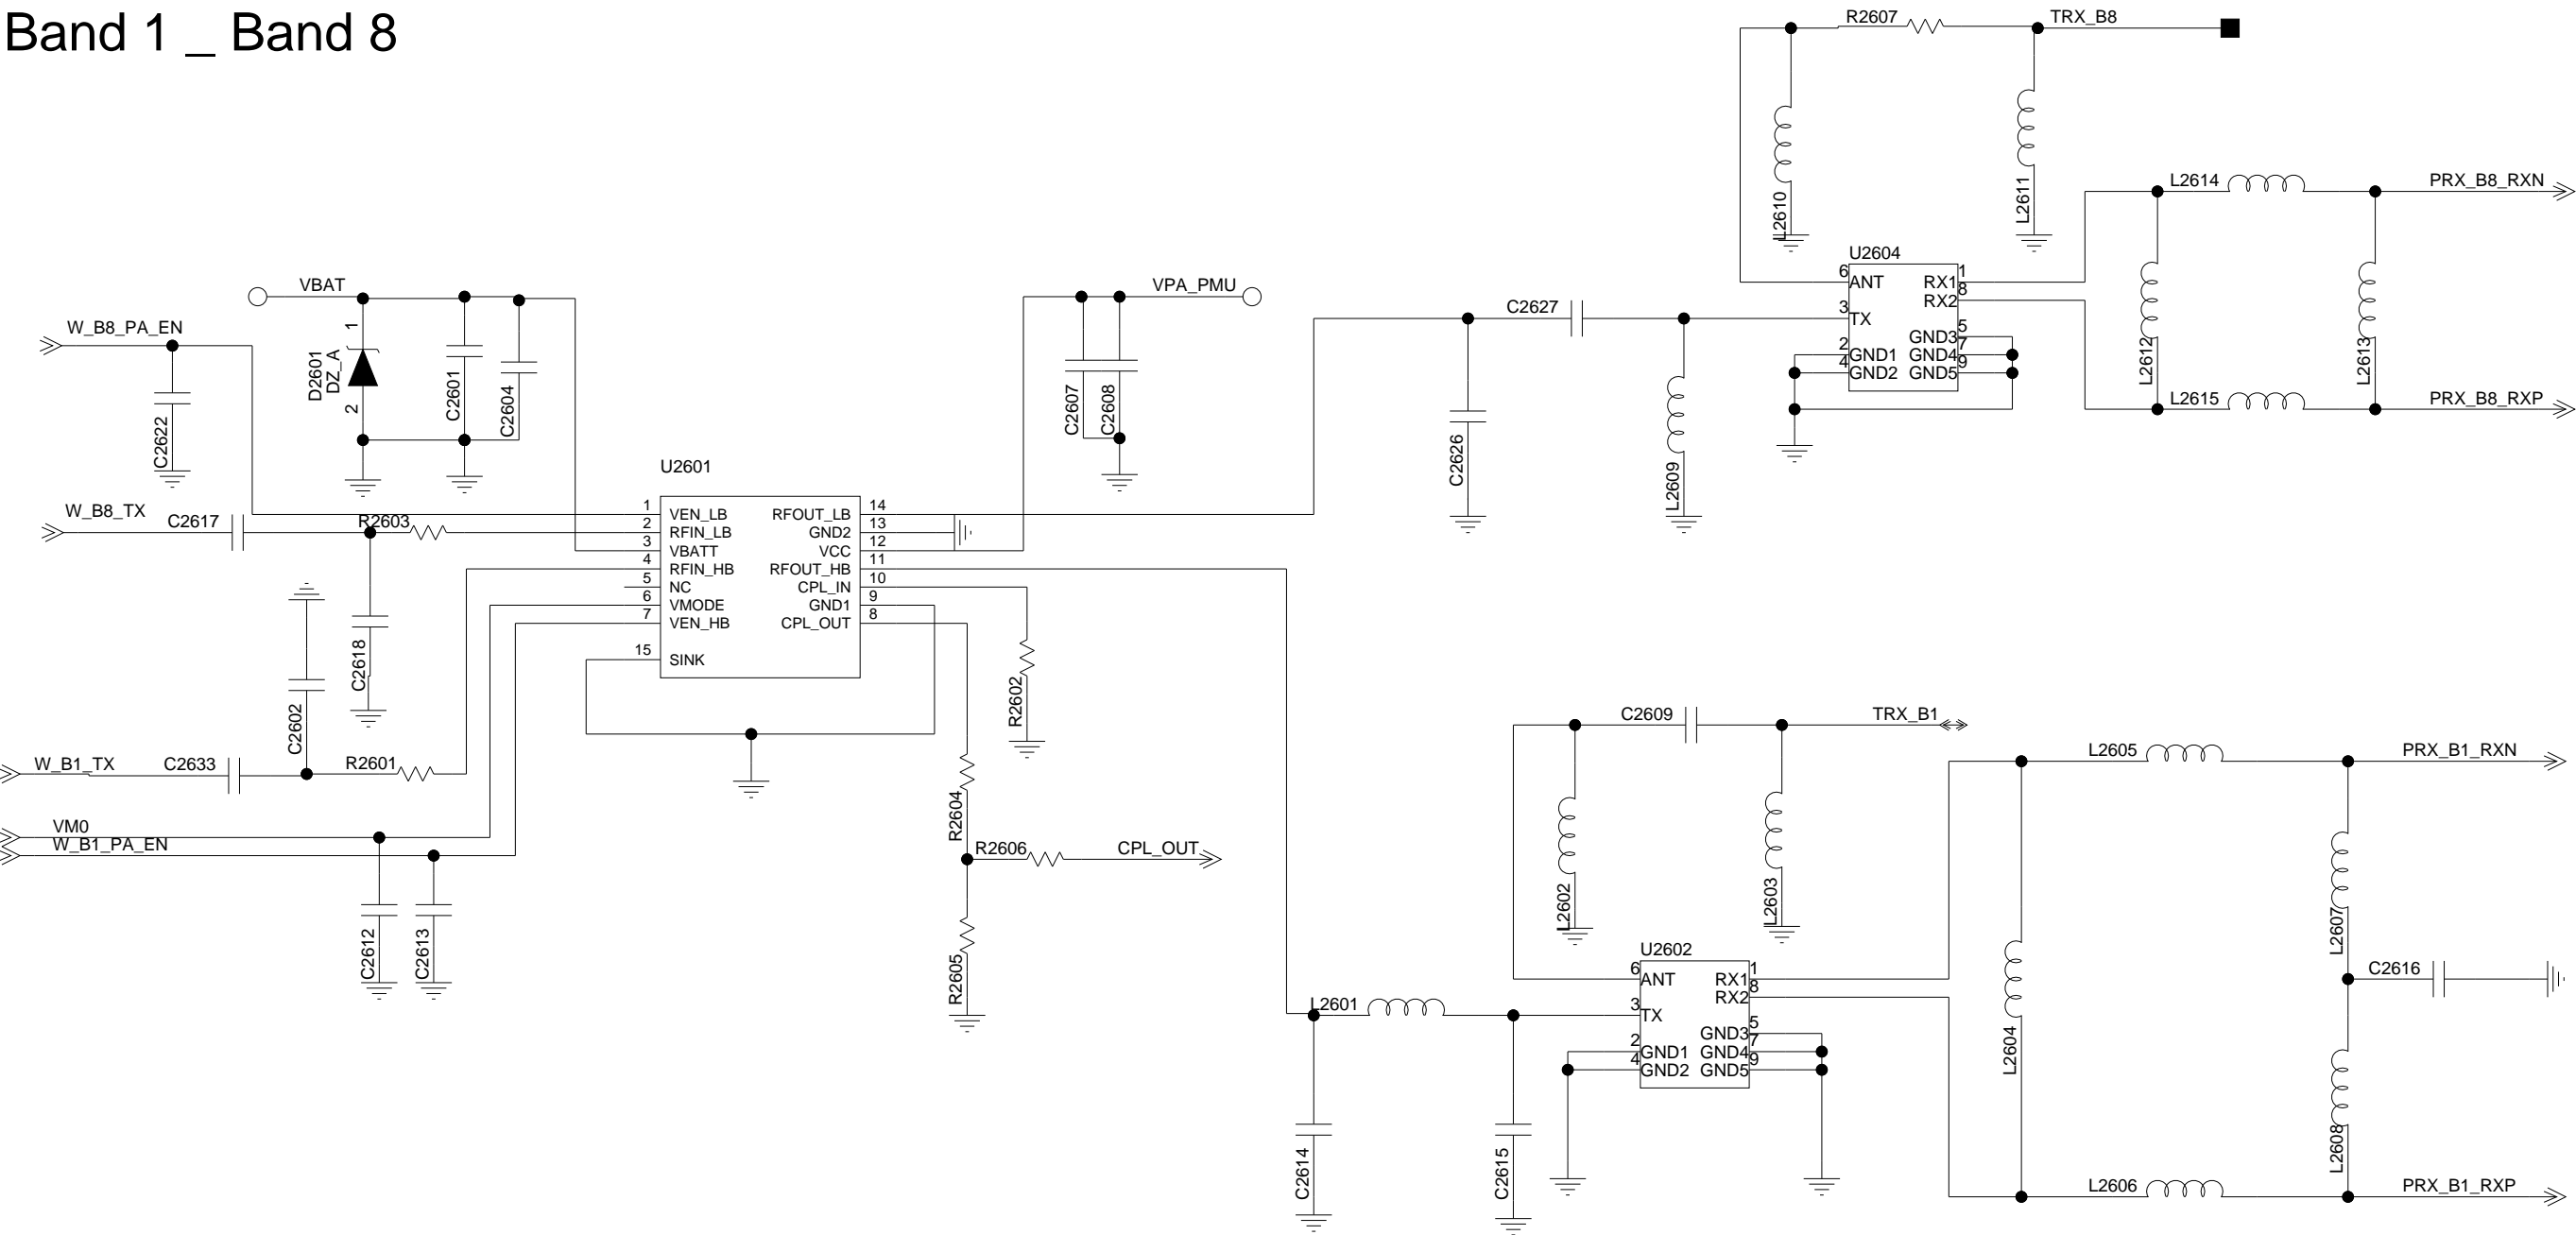 Band 1 _ Band 8
R2607
TRX_B8
L2610
L2611
L2614
PRX_B8_RXN
L2612
L2613
L2615
PRX_B8_RXP
U2604
6
ANT
RX1
1
RX2
8
3
TX
GND3
5
2
GND1
GND4
7
4
GND2
GND5
9
C2627
C2626
L2609
VBAT
VPA_PMU
W_B8_PA_EN
C2622
D2601
DZ_A
1
2
C2601
C2604
C2607
C2608
U2601
W_B8_TX
C2617
R2603
1
VEN_LB
RFOUT_LB
14
2
RFIN_LB
GND2
13
3
VBATT
VCC
12
4
RFIN_HB
RFOUT_HB
11
5
NC
CPL_IN
10
6
VMODE
GND1
9
7
VEN_HB
CPL_OUT
8
15
SINK
C2618
C2602
R2602
W_B1_TX
C2633
R2601
VM0
W_B1_PA_EN
C2612
C2613
R2604
R2606
CPL_OUT
R2605
C2609
TRX_B1
L2602
L2603
L2605
PRX_B1_RXN
L2604
L2607
C2616
L2608
L2606
PRX_B1_RXP
U2602
6
ANT
RX1
1
RX2
8
3
TX
GND3
5
2
GND1
GND4
7
4
GND2
GND5
9
L2601
C2614
C2615